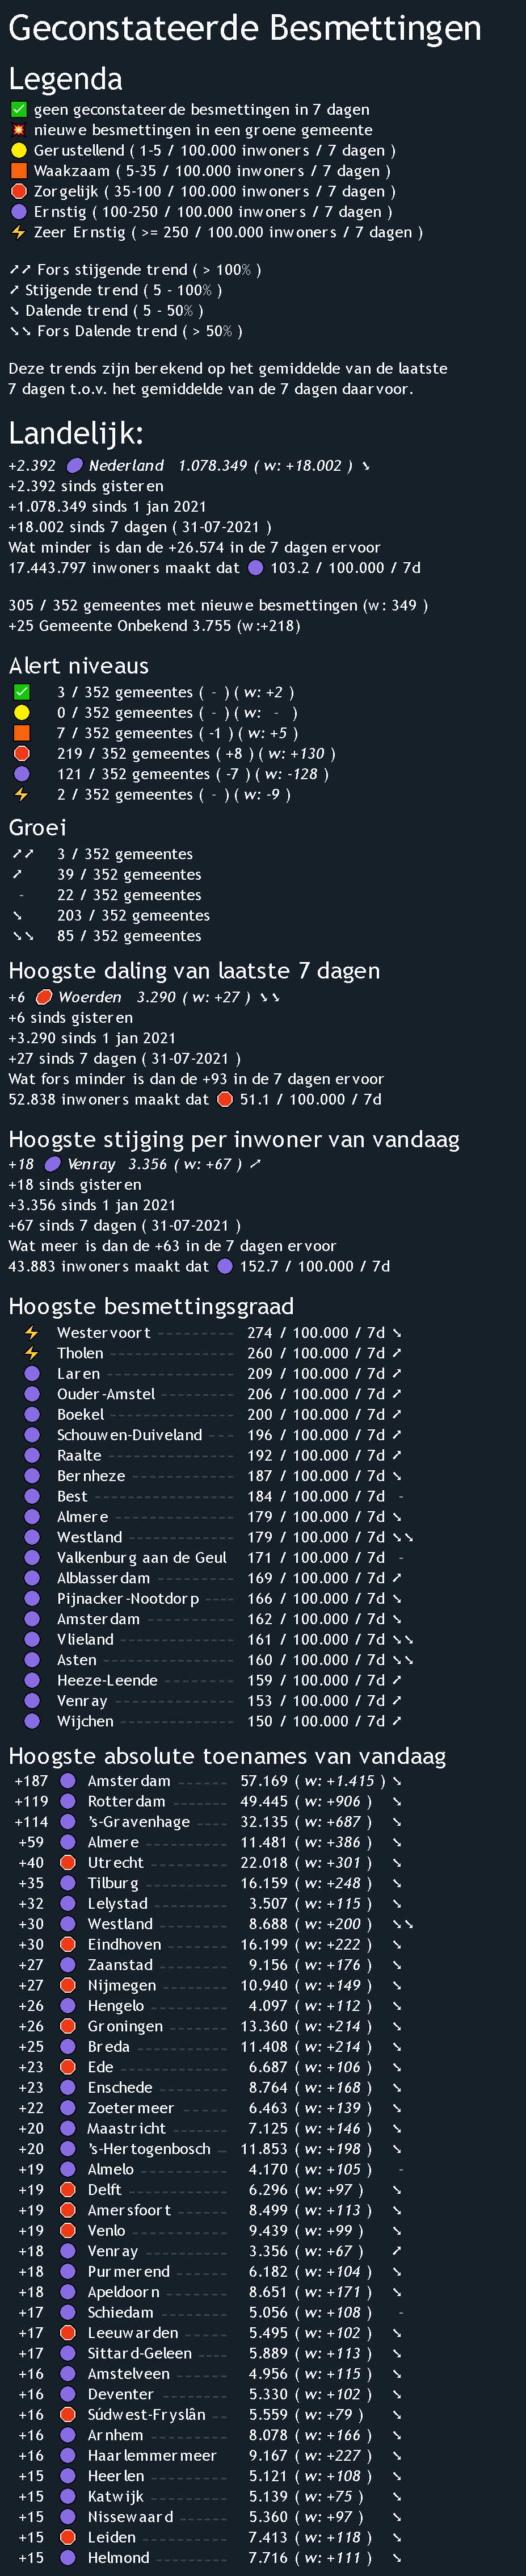 Geconstateerde Besmettingen
Legenda
✅ geen geconstateerde besmettingen in 7 dagen
💥 nieuwe besmettingen in een groene gemeente
🟡 Gerustellend ( 1-5 / 100.000 inwoners / 7 dagen )
🟧 Waakzaam ( 5-35 / 100.000 inwoners / 7 dagen )
🛑 Zorgelijk ( 35-100 / 100.000 inwoners / 7 dagen )
🟣 Ernstig ( 100-250 / 100.000 inwoners / 7 dagen )
⚡ Zeer Ernstig ( >= 250 / 100.000 inwoners / 7 dagen )
➚➚ Fors stijgende trend ( > 100% )
➚ Stijgende trend ( 5 - 100% )
➘ Dalende trend ( 5 - 50% )
➘➘ Fors Dalende trend ( > 50% )
Deze trends zijn berekend op het gemiddelde van de laatste
7 dagen t.o.v. het gemiddelde van de 7 dagen daarvoor.
Landelijk:
+2.392 🟣 Nederland 1.078.349 ( w: +18.002 ) ➘
+2.392 sinds gisteren
+1.078.349 sinds 1 jan 2021
+18.002 sinds 7 dagen ( 31-07-2021 )
Wat minder is dan de +26.574 in de 7 dagen ervoor
17.443.797 inwoners maakt dat 🟣 103.2 / 100.000 / 7d
305 / 352 gemeentes met nieuwe besmettingen (w: 349 )
+25 Gemeente Onbekend 3.755 (w:+218)
Alert niveaus
✅ 3 / 352 gemeentes ( - ) ( w: +2 )
🟡 0 / 352 gemeentes ( - ) ( w: - )
🟧 7 / 352 gemeentes ( -1 ) ( w: +5 )
🛑 219 / 352 gemeentes ( +8 ) ( w: +130 )
🟣 121 / 352 gemeentes ( -7 ) ( w: -128 )
⚡ 2 / 352 gemeentes ( - ) ( w: -9 )
Groei
➚➚ 3 / 352 gemeentes
➚ 39 / 352 gemeentes
- 22 / 352 gemeentes
➘ 203 / 352 gemeentes
➘➘ 85 / 352 gemeentes
Hoogste daling van laatste 7 dagen
+6 🛑 Woerden 3.290 ( w: +27 ) ➘➘
+6 sinds gisteren
+3.290 sinds 1 jan 2021
+27 sinds 7 dagen ( 31-07-2021 )
Wat fors minder is dan de +93 in de 7 dagen ervoor
52.838 inwoners maakt dat 🛑 51.1 / 100.000 / 7d
Hoogste stijging per inwoner van vandaag
+18 🟣 Venray 3.356 ( w: +67 ) ➚
+18 sinds gisteren
+3.356 sinds 1 jan 2021
+67 sinds 7 dagen ( 31-07-2021 )
Wat meer is dan de +63 in de 7 dagen ervoor
43.883 inwoners maakt dat 🟣 152.7 / 100.000 / 7d
Hoogste besmettingsgraad
⚡ Westervoort ---------- 274 / 100.000 / 7d ➘
⚡ Tholen ---------- 260 / 100.000 / 7d ➚
🟣 Laren ---------- 209 / 100.000 / 7d ➚
🟣 Ouder-Amstel ---------- 206 / 100.000 / 7d ➚
🟣 Boekel ---------- 200 / 100.000 / 7d ➚
🟣 Schouwen-Duiveland ---- 196 / 100.000 / 7d ➚
🟣 Raalte ---------- 192 / 100.000 / 7d ➚
🟣 Bernheze ---------- 187 / 100.000 / 7d ➘
🟣 Best ---------- 184 / 100.000 / 7d -
🟣 Almere ---------- 179 / 100.000 / 7d ➘
🟣 Westland ---------- 179 / 100.000 / 7d ➘➘
🟣 Valkenburg aan de Geul 171 / 100.000 / 7d -
🟣 Alblasserdam ---------- 169 / 100.000 / 7d ➚
🟣 Pijnacker-Nootdorp ---- 166 / 100.000 / 7d ➘
🟣 Amsterdam ---------- 162 / 100.000 / 7d ➘
🟣 Vlieland ---------- 161 / 100.000 / 7d ➘➘
🟣 Asten ---------- 160 / 100.000 / 7d ➘➘
🟣 Heeze-Leende ---------- 159 / 100.000 / 7d ➚
🟣 Venray ---------- 153 / 100.000 / 7d ➚
🟣 Wijchen ---------- 150 / 100.000 / 7d ➚
Hoogste absolute toenames van vandaag
+187 🟣 Amsterdam ------ 57.169 ( w: +1.415 ) ➘
+119 🟣 Rotterdam ------ 49.445 ( w: +906 ) ➘
+114 🟣 's-Gravenhage ---- 32.135 ( w: +687 ) ➘
+59 🟣 Almere ------ 11.481 ( w: +386 ) ➘
+40 🛑 Utrecht ------ 22.018 ( w: +301 ) ➘
+35 🟣 Tilburg ------ 16.159 ( w: +248 ) ➘
+32 🟣 Lelystad ------ 3.507 ( w: +115 ) ➘
+30 🟣 Westland ------ 8.688 ( w: +200 ) ➘➘
+30 🛑 Eindhoven ------ 16.199 ( w: +222 ) ➘
+27 🟣 Zaanstad ------ 9.156 ( w: +176 ) ➘
+27 🛑 Nijmegen ------ 10.940 ( w: +149 ) ➘
+26 🟣 Hengelo ------ 4.097 ( w: +112 ) ➘
+26 🛑 Groningen ------ 13.360 ( w: +214 ) ➘
+25 🟣 Breda ------ 11.408 ( w: +214 ) ➘
+23 🛑 Ede ------ 6.687 ( w: +106 ) ➘
+23 🟣 Enschede ------ 8.764 ( w: +168 ) ➘
+22 🟣 Zoetermeer ------ 6.463 ( w: +139 ) ➘
+20 🟣 Maastricht ------ 7.125 ( w: +146 ) ➘
+20 🟣 's-Hertogenbosch -- 11.853 ( w: +198 ) ➘
+19 🟣 Almelo ------ 4.170 ( w: +105 ) -
+19 🛑 Delft ------ 6.296 ( w: +97 ) ➘
+19 🛑 Amersfoort ------ 8.499 ( w: +113 ) ➘
+19 🛑 Venlo ------ 9.439 ( w: +99 ) ➘
+18 🟣 Venray ------ 3.356 ( w: +67 ) ➚
+18 🟣 Purmerend ------ 6.182 ( w: +104 ) ➘
+18 🟣 Apeldoorn ------ 8.651 ( w: +171 ) ➘
+17 🟣 Schiedam ------ 5.056 ( w: +108 ) -
+17 🛑 Leeuwarden ------ 5.495 ( w: +102 ) ➘
+17 🟣 Sittard-Geleen ---- 5.889 ( w: +113 ) ➘
+16 🟣 Amstelveen ------ 4.956 ( w: +115 ) ➘
+16 🟣 Deventer ------ 5.330 ( w: +102 ) ➘
+16 🛑 Súdwest-Fryslân -- 5.559 ( w: +79 ) ➘
+16 🟣 Arnhem ------ 8.078 ( w: +166 ) ➘
+16 🟣 Haarlemmermeer 9.167 ( w: +227 ) ➘
+15 🟣 Heerlen ------ 5.121 ( w: +108 ) ➘
+15 🟣 Katwijk ------ 5.139 ( w: +75 ) ➘
+15 🟣 Nissewaard ------ 5.360 ( w: +97 ) ➘
+15 🛑 Leiden ------ 7.413 ( w: +118 ) ➘
+15 🟣 Helmond ------ 7.716 ( w: +111 ) ➘